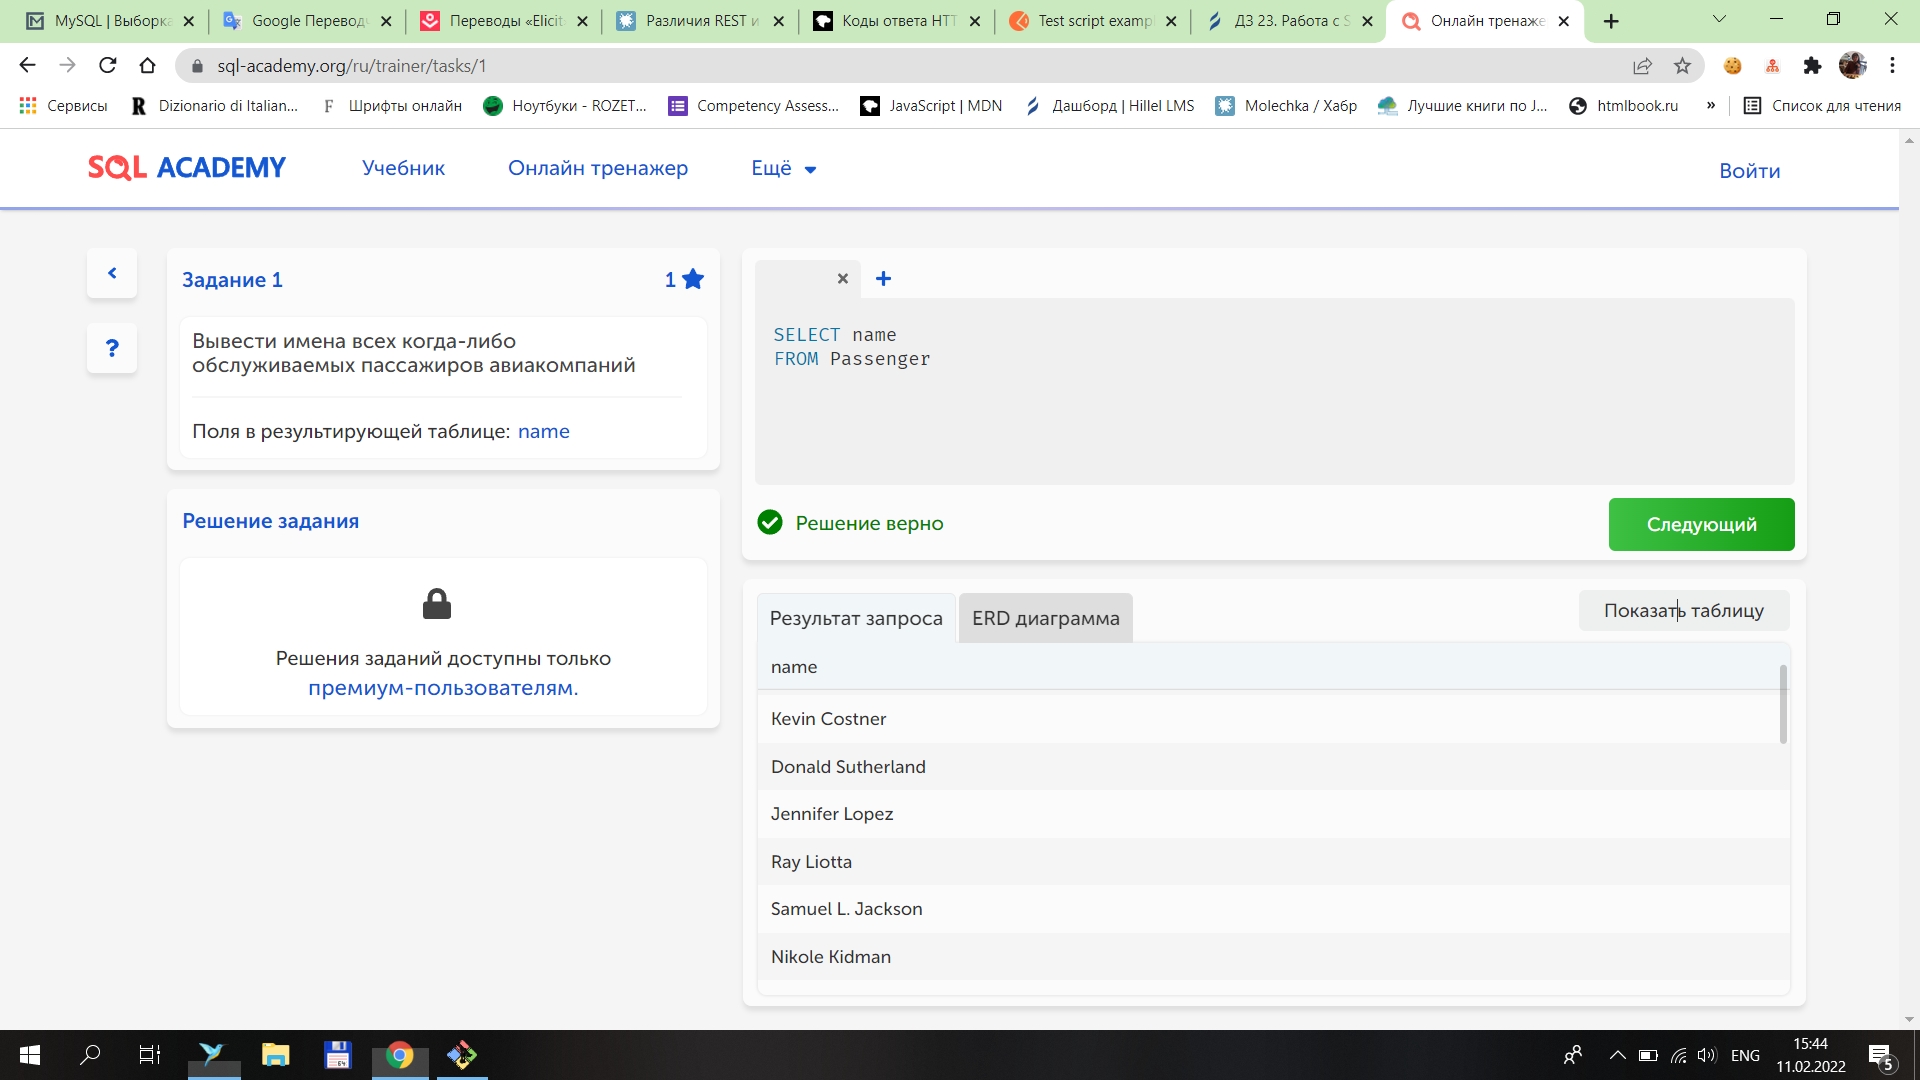 MySQL | Выборка
Google Перевод
Переводы «Elicit
Различия REST и
Коды ответа HTT
Test script exampl
ДЗ 23. Работа с S
Онлайн тренаже
sql-academy.org/ru/trainer/tasks/1
Сервисы
Dizionario di Italian...
Шрифты онлайн
Ноутбуки - ROZET...
Competency Assess...
JavaScript | MDN
Дашборд | Hillel LMS
Molechka / Хабр
Лучшие книги по J...
htmlbook.ru
»
Список для чтения
SQL ACADEMY
Учебник
Онлайн тренажер
Ещё
Войти
Задание 1
1
?
Вывести имена всех когда-либо
обслуживаемых пассажиров авиакомпаний
Поля в результирующей таблице: name
Решение задания
Решения заданий доступны только
премиум-пользователям.
SELECT name
FROM Passenger
Решение верно
Следующий
Результат запроса
ERD диаграмма
Показать таблицу
name
Kevin Costner
Donald Sutherland
Jennifer Lopez
Ray Liotta
Samuel L. Jackson
Nikole Kidman
ENG
15:44
11.02.2022
5